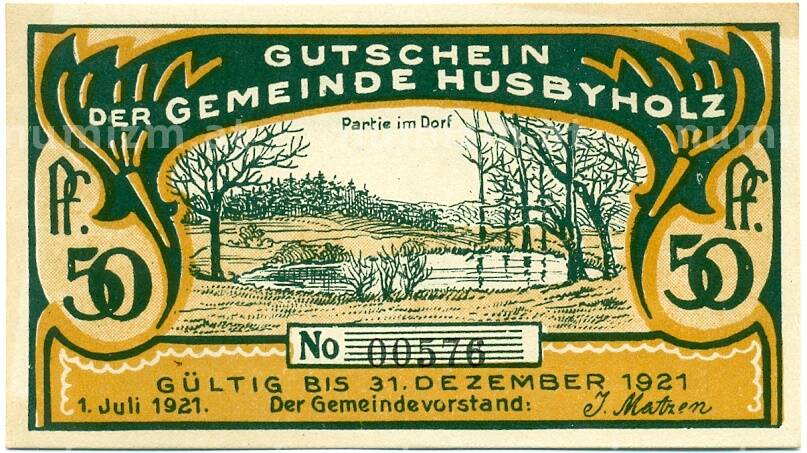 GUTSCHEIN
DER GEMEINDE HUSBYHOLZ
Partie im Dorf
Pf. 50
Pf. 50
No 00576
GÜLTIG BIS 31. DEZEMBER 1921
1. Juli 1921. Der Gemeindevorstand: J. Matzen